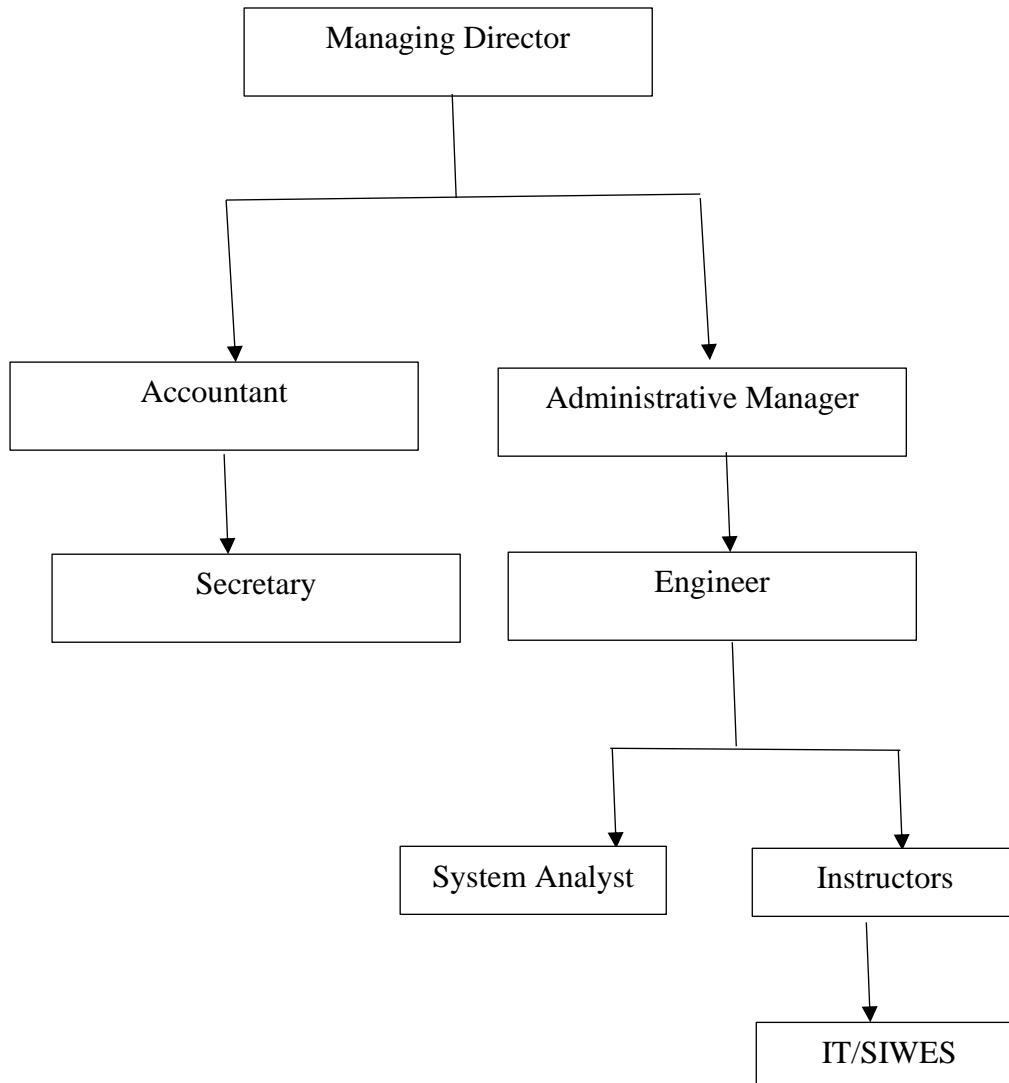 Managing Director
Accountant
Administrative Manager
Secretary
Engineer
System Analyst
Instructors
IT/SIWES